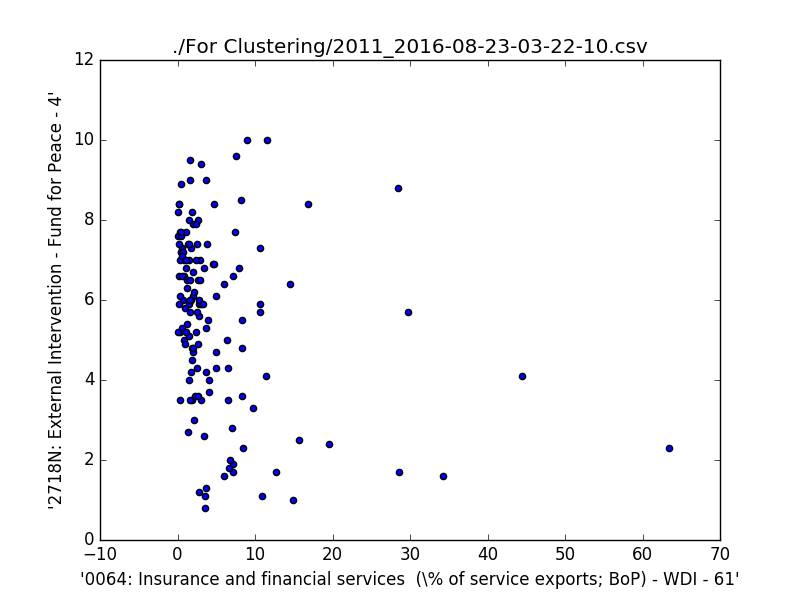 ./For Clustering/2011_2016-08-23-03-22-10.csv
12
10
8
6
4
2
0
'2718N: External Intervention - Fund for Peace - 4'
−10 0 10 20 30 40 50 60 70
'0064: Insurance and financial services  (\% of service exports; BoP) - WDI - 61'